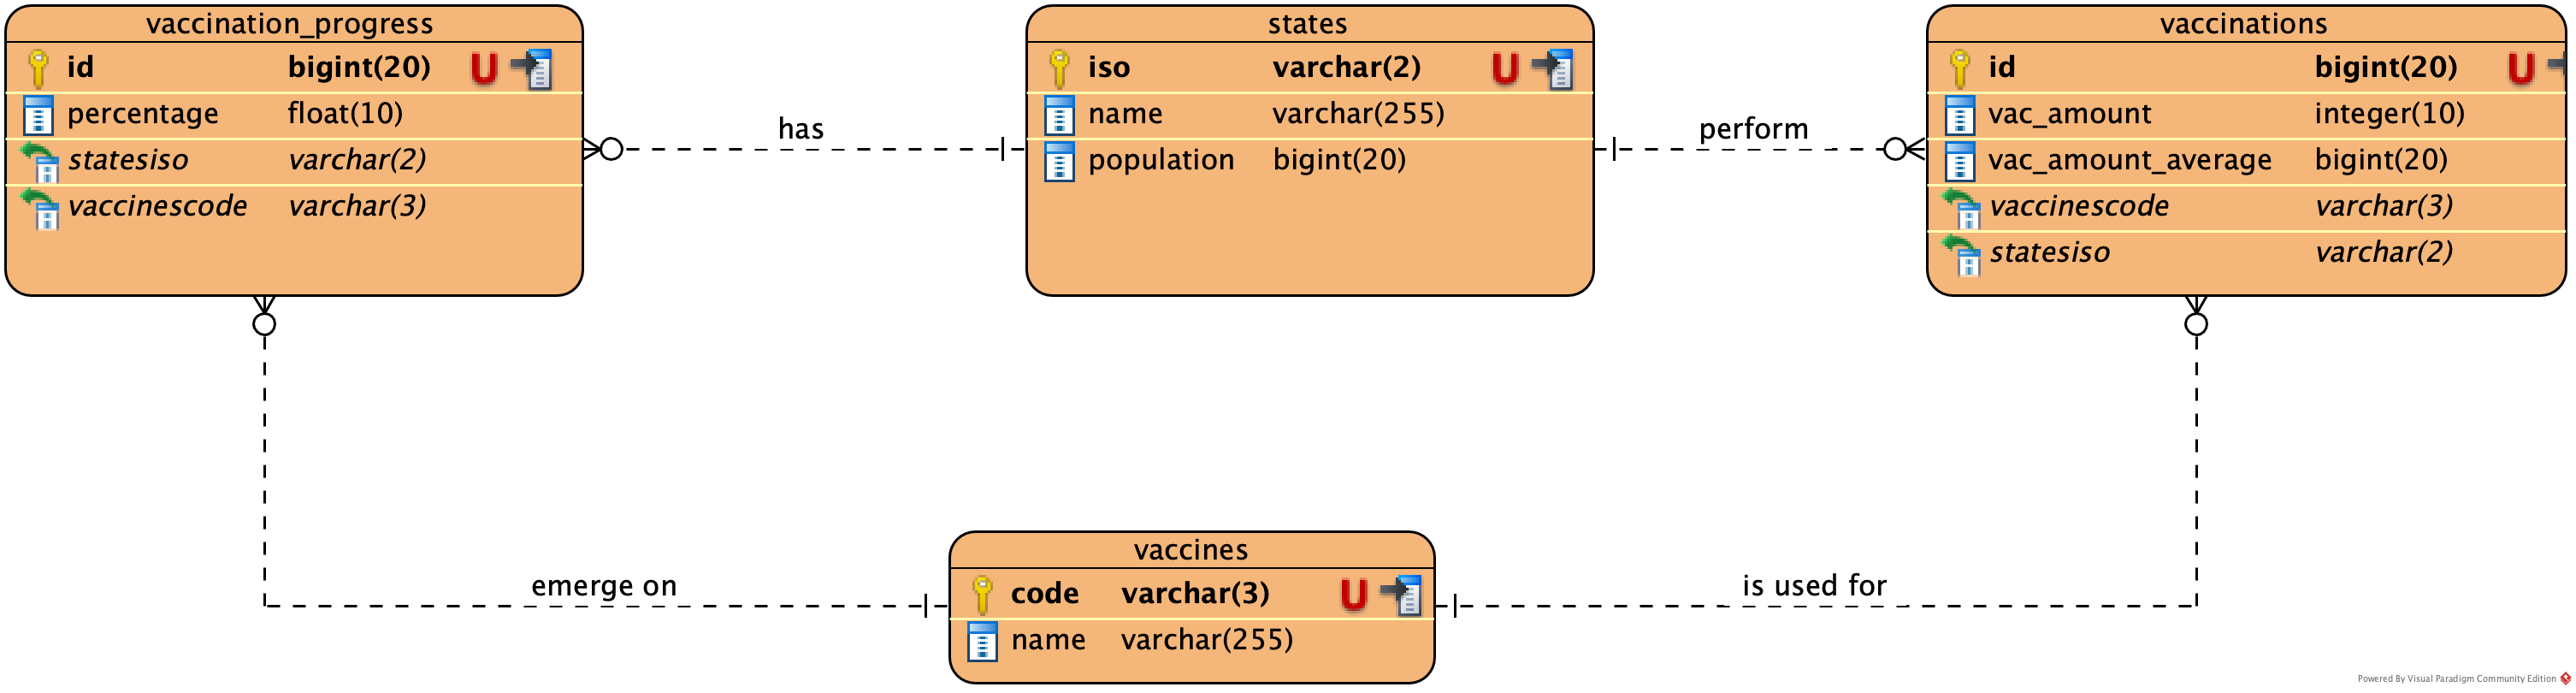 vaccination_progress
id bigint(20) U
percentage float(10)
statesiso varchar(2)
vaccinescode varchar(3)
has
states
iso varchar(2) U
name varchar(255)
population bigint(20)
perform
vaccinations
id bigint(20) U
vac_amount integer(10)
vac_amount_average bigint(20)
vaccinescode varchar(3)
statesiso varchar(2)
emerge on
vaccines
code varchar(3) U
name varchar(255)
is used for
Powered By Visual Paradigm Community Edition